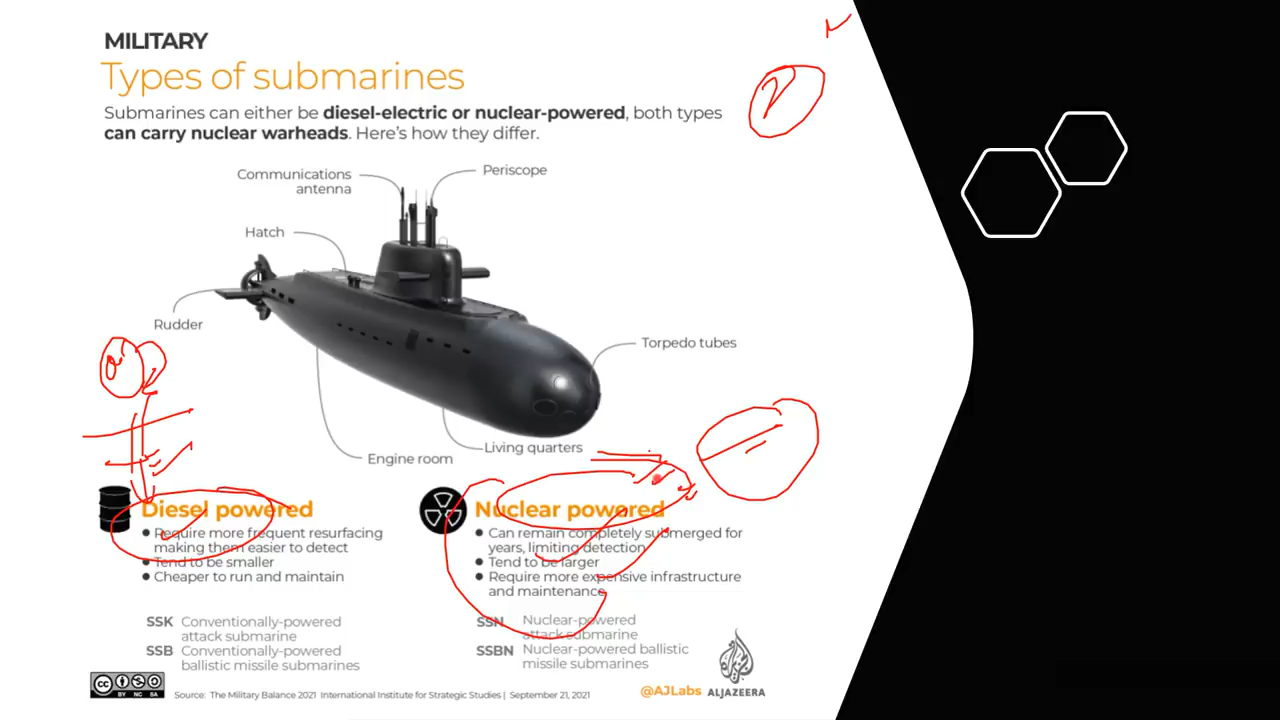 MILITARY
Types of submarines
Submarines can either be diesel-electric or nuclear-powered, both types
can carry nuclear warheads. Here's how they differ.
Communications
antenna
Periscope
Hatch
Rudder
Torpedo tubes
Living quarters
Engine room
Diesel powered
● Require more frequent resurfacing
making them easier to detect
● Tend to be smaller
● Cheaper to run and maintain
SSK Conventionally-powered
attack submarine
SSB Conventionally-powered
ballistic missile submarines
Nuclear powered
● Can remain completely submerged for
years, limiting detection
● Tend to be larger
● Require more expensive infrastructure
and maintenance
SSN Nuclear-powered
attack submarine
SSBN Nuclear-powered ballistic
missile submarines
cc BY NC SA
Source: The Military Balance 2021 International Institute for Strategic Studies | September 21, 2021
@AJLabs ALJAZEERA